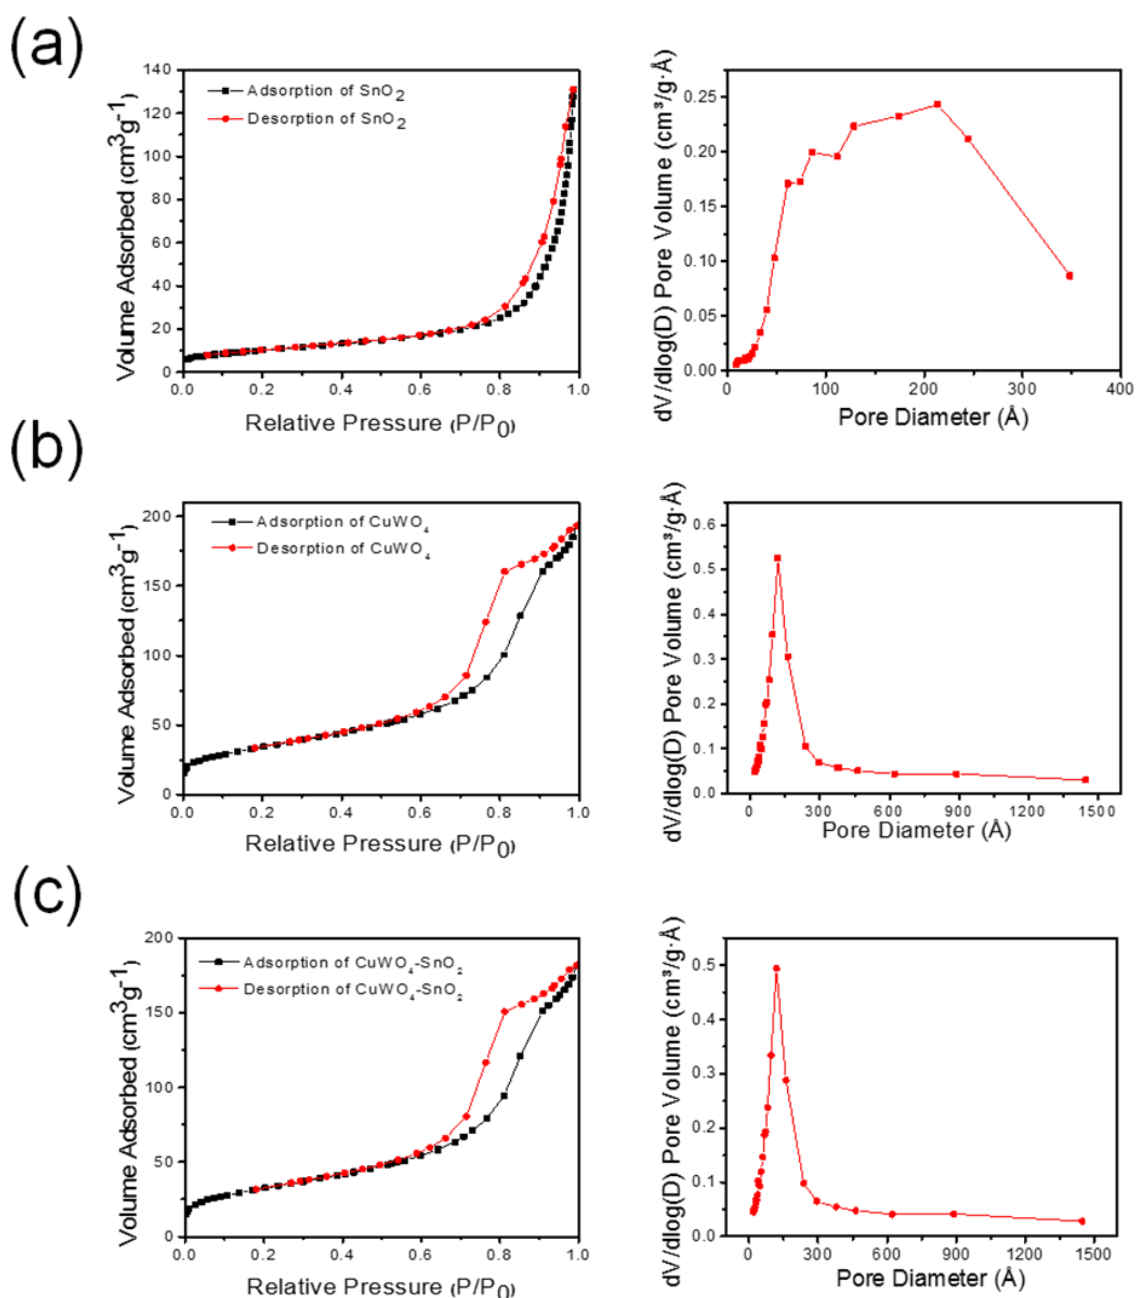 (a)
Adsorption of SnO₂
Desorption of SnO₂
Volume Adsorbed (cm³g⁻¹)
140
120
100
80
60
40
20
0
0.0 0.2 0.4 0.6 0.8 1.0
Relative Pressure (P/P₀)
dV/dlog(D) Pore Volume (cm³/g·Å)
0.25
0.20
0.15
0.10
0.05
0.00
0 100 200 300 400
Pore Diameter (Å)
(b)
Adsorption of CuWO₄
Desorption of CuWO₄
Volume Adsorbed (cm³g⁻¹)
200
150
100
50
0
0.0 0.2 0.4 0.6 0.8 1.0
Relative Pressure (P/P₀)
dV/dlog(D) Pore Volume (cm³/g·Å)
0.6
0.5
0.4
0.3
0.2
0.1
0.0
0 300 600 900 1200 1500
Pore Diameter (Å)
(c)
Adsorption of CuWO₄-SnO₂
Desorption of CuWO₄-SnO₂
Volume Adsorbed (cm³g⁻¹)
200
150
100
50
0
0.0 0.2 0.4 0.6 0.8 1.0
Relative Pressure (P/P₀)
dV/dlog(D) Pore Volume (cm³/g·Å)
0.5
0.4
0.3
0.2
0.1
0.0
0 300 600 900 1200 1500
Pore Diameter (Å)